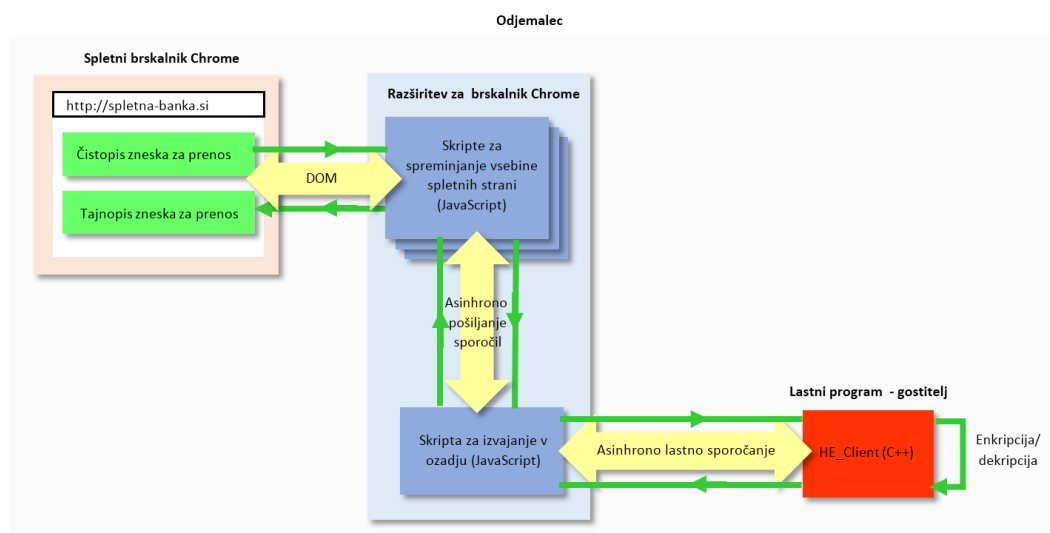 Odjemalec
Spletni brskalnik Chrome
http://spletna-banka.si
Čistopis zneska za prenos
Tajnopis zneska za prenos
DOM
Razširitev za brskalnik Chrome
Skripte za
spreminjanje vsebine
spletnih strani
(JavaScript)
Asinhrono
pošiljanje
sporočil
Skripta za izvajanje v
ozadju (JavaScript)
Asinhrono lastno sporočanje
Lastni program - gostitelj
HE_Client (C++)
Enkripcija/
dekripcija